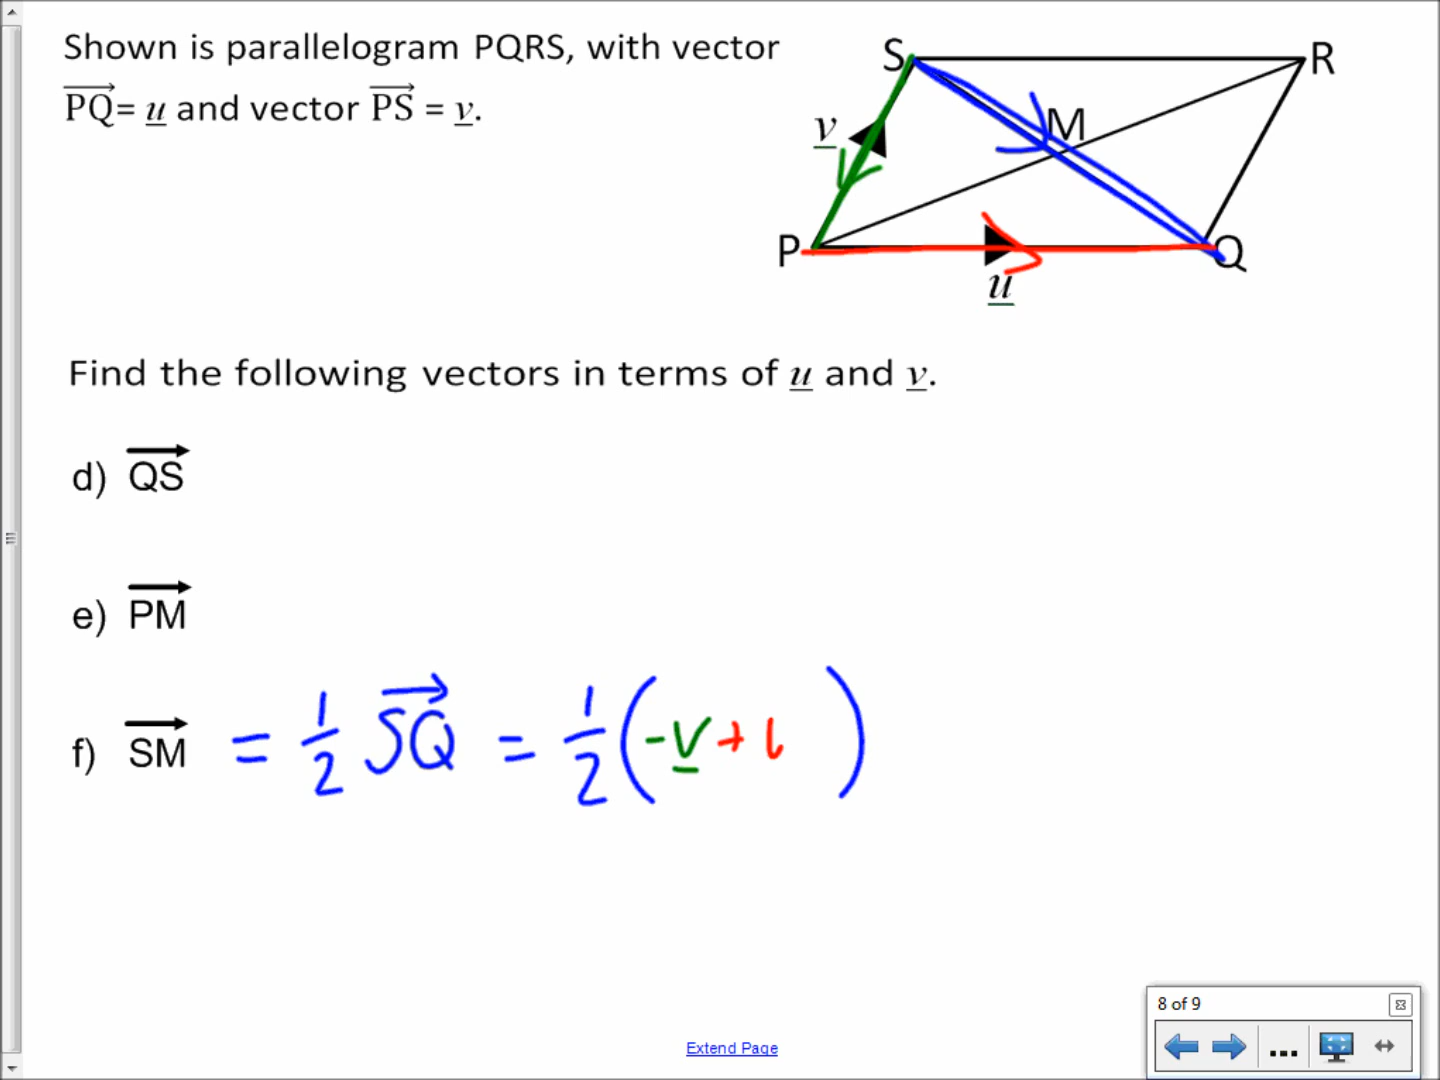 Shown is parallelogram PQRS, with vector
PQ= u and vector PS = v.
S
R
v
M
P
Q
u
Find the following vectors in terms of u and v.
d) QS
e) PM
f) SM = 1/2 SQ = 1/2 (-v+ )
8 of 9
...
Extend Page